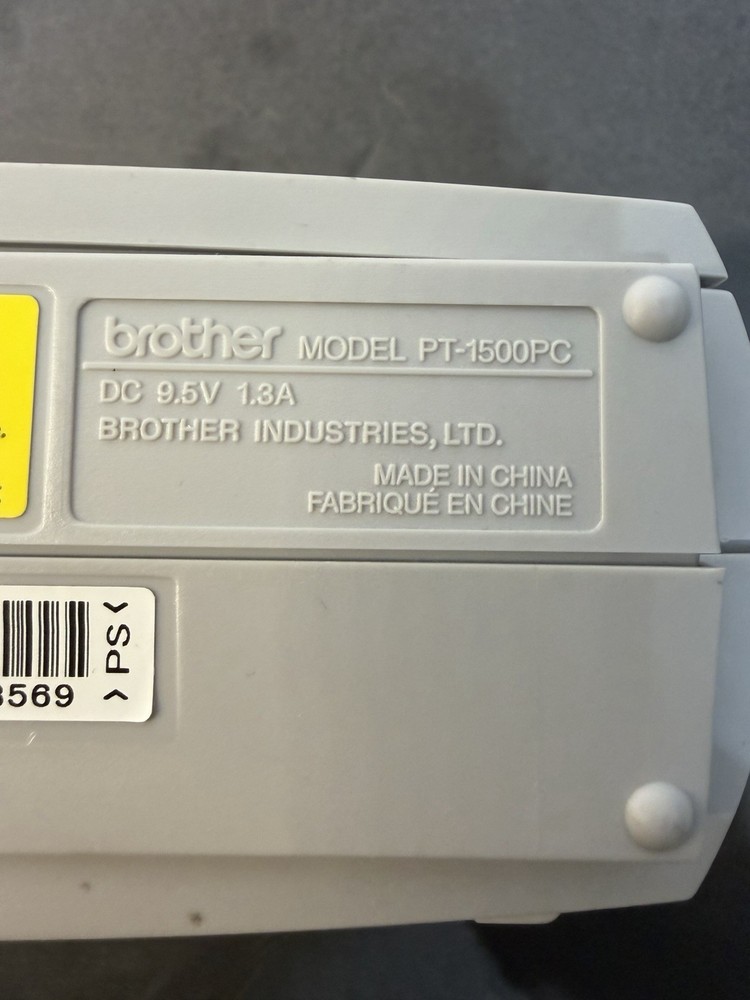 brother MODEL PT-1500PC
DC 9.5V 1.3A
BROTHER INDUSTRIES, LTD.
MADE IN CHINA
FABRIQUÉ EN CHINE
>PS<
3569